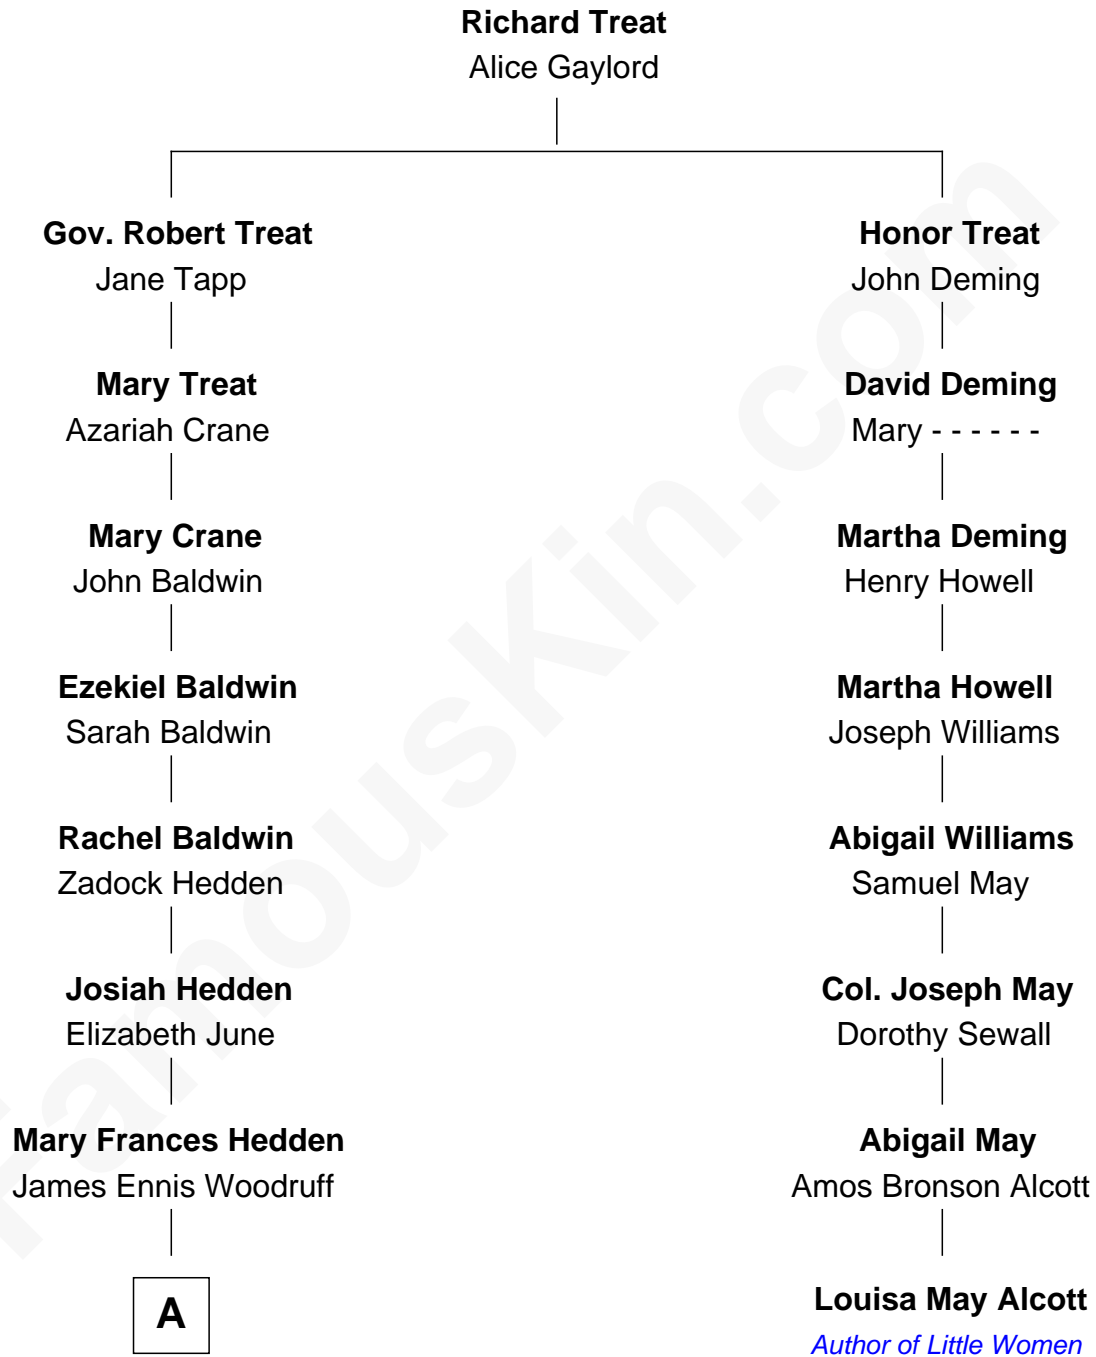 Richard Treat
Alice Gaylord
Gov. Robert Treat
Jane Tapp
Honor Treat
John Deming
Mary Treat
Azariah Crane
David Deming
Mary - - - - - -
Mary Crane
John Baldwin
Martha Deming
Henry Howell
Ezekiel Baldwin
Sarah Baldwin
Martha Howell
Joseph Williams
Rachel Baldwin
Zadock Hedden
Abigail Williams
Samuel May
Josiah Hedden
Elizabeth June
Col. Joseph May
Dorothy Sewall
Mary Frances Hedden
James Ennis Woodruff
Abigail May
Amos Bronson Alcott
A
Louisa May Alcott
Author of Little Women
FamousKin.com